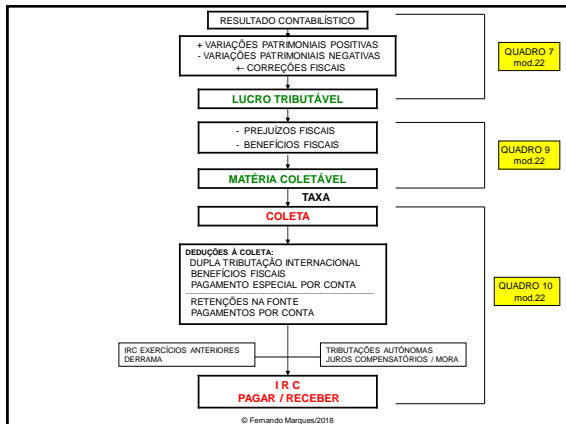 RESULTADO CONTABILÍSTICO
+ VARIAÇÕES PATRIMONIAIS POSITIVAS
- VARIAÇÕES PATRIMONIAIS NEGATIVAS
+- CORREÇÕES FISCAIS
QUADRO 7
mod.22
LUCRO TRIBUTÁVEL
- PREJUÍZOS FISCAIS
- BENEFÍCIOS FISCAIS
QUADRO 9
mod.22
MATÉRIA COLETÁVEL
TAXA
COLETA
DEDUÇÕES À COLETA:
DUPLA TRIBUTAÇÃO INTERNACIONAL
BENEFÍCIOS FISCAIS
PAGAMENTO ESPECIAL POR CONTA
RETENÇÕES NA FONTE
PAGAMENTOS POR CONTA
QUADRO 10
mod.22
IRC EXERCÍCIOS ANTERIORES
DERRAMA
TRIBUTAÇÕES AUTÓNOMAS
JUROS COMPENSATÓRIOS / MORA
I R C
PAGAR / RECEBER
© Fernando Marques/2018